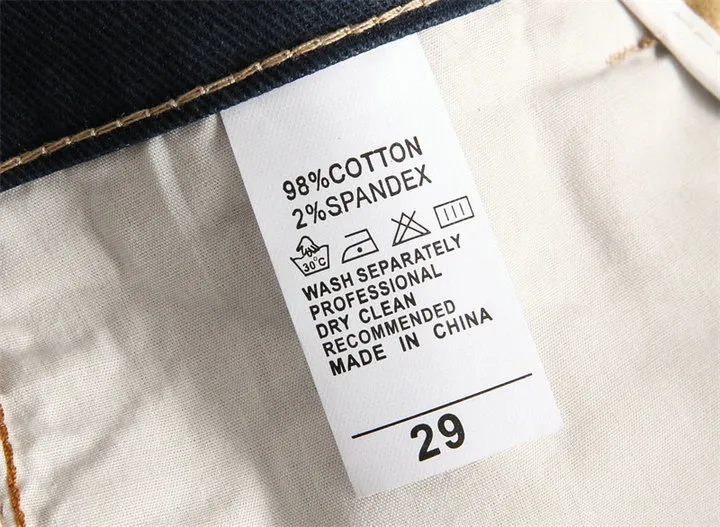 98%COTTON
2%SPANDEX
30°C
WASH SEPARATELY
PROFESSIONAL
DRY CLEAN
RECOMMENDED
MADE IN CHINA
29